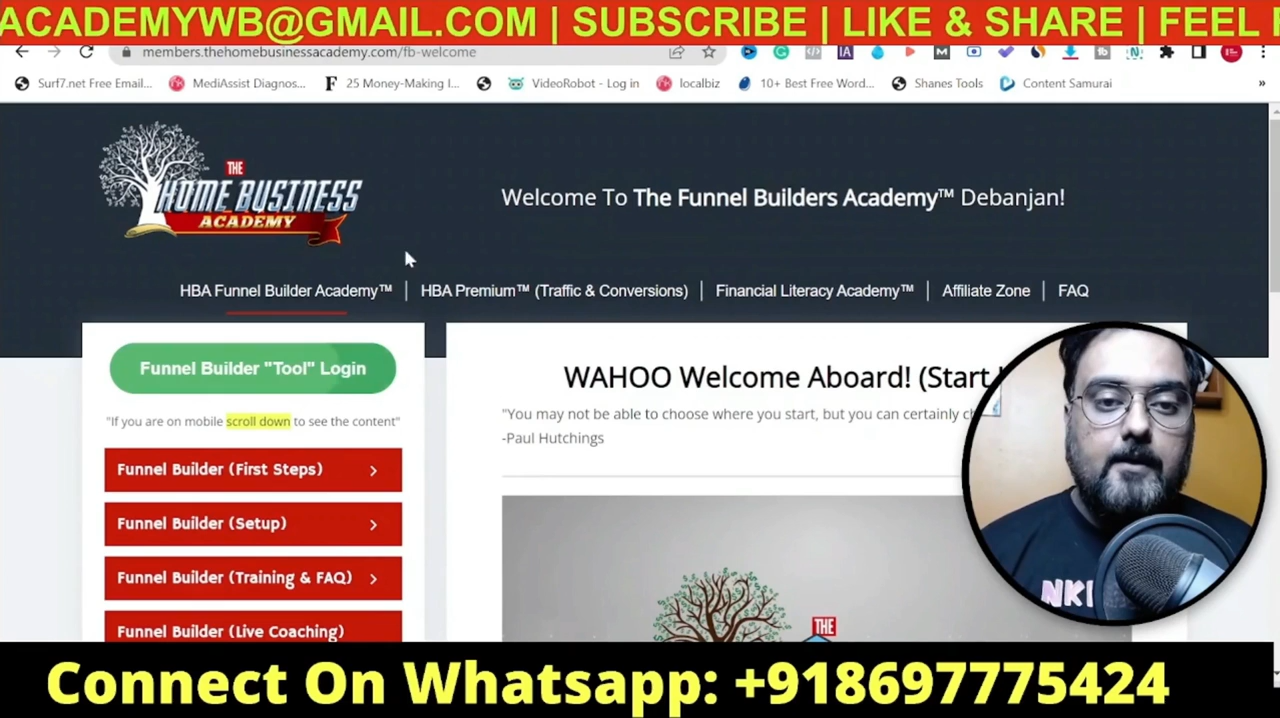 ACADEMYWB@GMAIL.COM | SUBSCRIBE | LIKE & SHARE | FEEL
members.thehomebusinessacademy.com/fb-welcome
Surf7.net Free Email... MediAssist Diagnos... 25 Money-Making I... VideoRobot - Log in localbiz 10+ Best Free Word... Shanes Tools Content Samurai »
THE
HOME BUSINESS
ACADEMY
Welcome To The Funnel Builders Academy™ Debanjan!
HBA Funnel Builder Academy™ | HBA Premium™ (Traffic & Conversions) | Financial Literacy Academy™ | Affiliate Zone | FAQ
Funnel Builder "Tool" Login
"If you are on mobile scroll down to see the content"
Funnel Builder (First Steps)
Funnel Builder (Setup)
Funnel Builder (Training & FAQ)
Funnel Builder (Live Coaching)
WAHOO Welcome Aboard! (Start
"You may not be able to choose where you start, but you can certainly
-Paul Hutchings
THE
NKI
Connect On Whatsapp: +918697775424